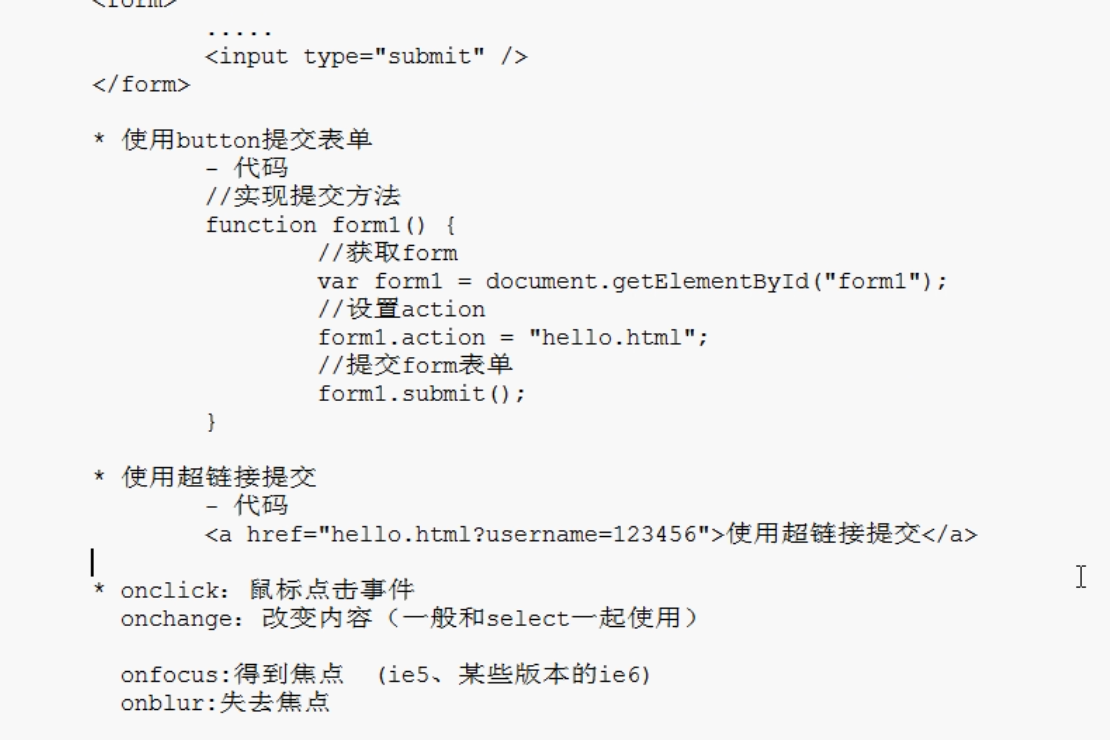 <form>
.....
<input type="submit" />
</form>
* 使用button提交表单
- 代码
//实现提交方法
function form1() {
//获取form
var form1 = document.getElementById("form1");
//设置action
form1.action = "hello.html";
//提交form表单
form1.submit();
}
* 使用超链接提交
- 代码
<a href="hello.html?username=123456">使用超链接提交</a>
* onclick: 鼠标点击事件
onchange: 改变内容（一般和select一起使用）
onfocus:得到焦点 (ie5、某些版本的ie6)
onblur:失去焦点